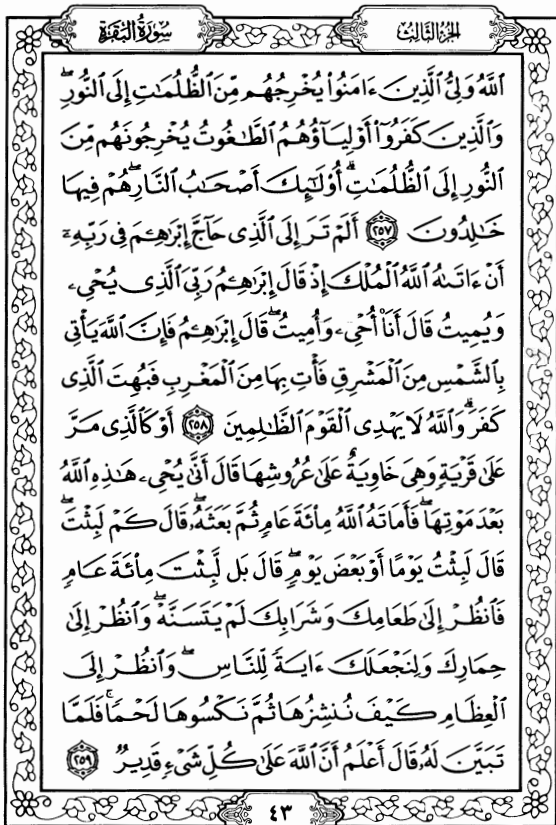 سُورَةُ البَقَرَةِ
الجُزْءُ الثَّالِثُ
ٱللَّهُ وَلِىُّ ٱلَّذِينَ ءَامَنُوا۟ يُخْرِجُهُم مِّنَ ٱلظُّلُمَـٰتِ إِلَى ٱلنُّورِ ۖ
وَٱلَّذِينَ كَفَرُوٓا۟ أَوْلِيَآؤُهُمُ ٱلطَّـٰغُوتُ يُخْرِجُونَهُم مِّنَ
ٱلنُّورِ إِلَى ٱلظُّلُمَـٰتِ ۗ أُو۟لَـٰٓئِكَ أَصْحَـٰبُ ٱلنَّارِ ۖ هُمْ فِيهَا
خَـٰلِدُونَ ٢٥٧ أَلَمْ تَرَ إِلَى ٱلَّذِى حَآجَّ إِبْرَٰهِـۧمَ فِى رَبِّهِۦٓ
أَنْ ءَاتَىٰهُ ٱللَّهُ ٱلْمُلْكَ إِذْ قَالَ إِبْرَٰهِـۧمُ رَبِّىَ ٱلَّذِى يُحْىِۦ
وَيُمِيتُ قَالَ أَنَا۠ أُحْىِۦ وَأُمِيتُ ۖ قَالَ إِبْرَٰهِـۧمُ فَإِنَّ ٱللَّهَ يَأْتِى
بِٱلشَّمْسِ مِنَ ٱلْمَشْرِقِ فَأْتِ بِهَا مِنَ ٱلْمَغْرِبِ فَبُهِتَ ٱلَّذِى
كَفَرَ ۗ وَٱللَّهُ لَا يَهْدِى ٱلْقَوْمَ ٱلظَّـٰلِمِينَ ٢٥٨ أَوْ كَٱلَّذِى مَرَّ
عَلَىٰ قَرْيَةٍ وَهِىَ خَاوِيَةٌ عَلَىٰ عُرُوشِهَا قَالَ أَنَّىٰ يُحْىِۦ هَـٰذِهِ ٱللَّهُ
بَعْدَ مَوْتِهَا ۖ فَأَمَاتَهُ ٱللَّهُ مِا۟ئَةَ عَامٍ ثُمَّ بَعَثَهُۥ ۖ قَالَ كَمْ لَبِثْتَ ۖ
قَالَ لَبِثْتُ يَوْمًا أَوْ بَعْضَ يَوْمٍ ۖ قَالَ بَل لَّبِثْتَ مِا۟ئَةَ عَامٍ
فَٱنظُرْ إِلَىٰ طَعَامِكَ وَشَرَابِكَ لَمْ يَتَسَنَّهْ ۖ وَٱنظُرْ إِلَىٰ
حِمَارِكَ وَلِنَجْعَلَكَ ءَايَةً لِّلنَّاسِ ۖ وَٱنظُرْ إِلَى
ٱلْعِظَامِ كَيْفَ نُنشِزُهَا ثُمَّ نَكْسُوهَا لَحْمًا ۚ فَلَمَّا
تَبَيَّنَ لَهُۥ قَالَ أَعْلَمُ أَنَّ ٱللَّهَ عَلَىٰ كُلِّ شَىْءٍ قَدِيرٌ ٢٥٩
٤٣